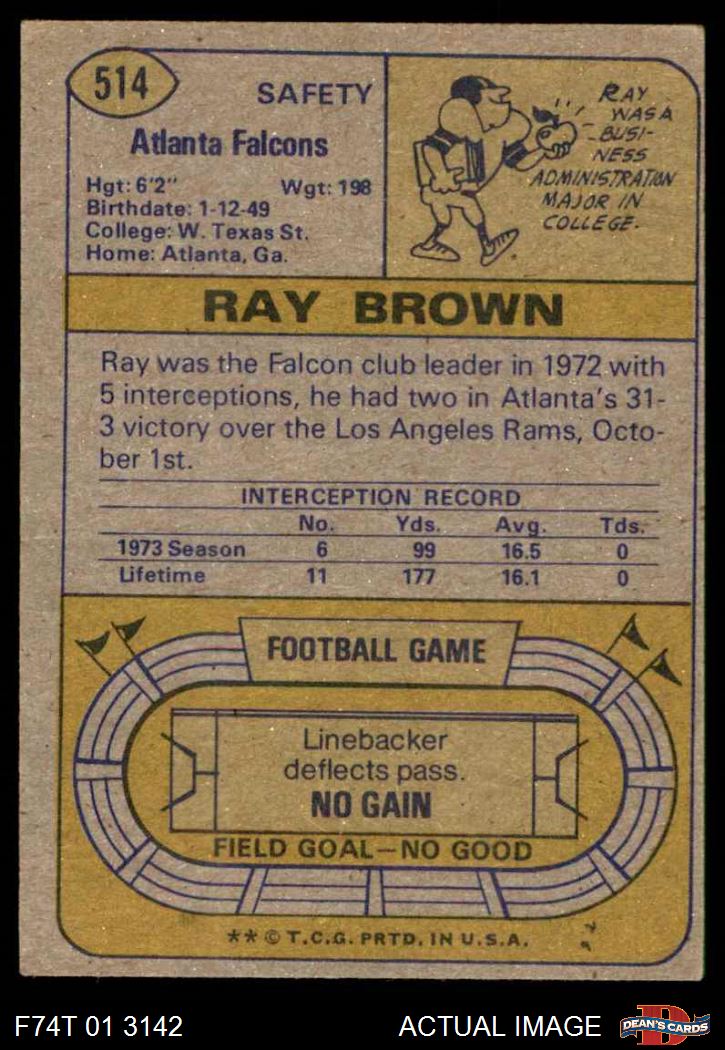 514
SAFETY
Atlanta Falcons
Hgt: 6'2" Wgt: 198
Birthdate: 1-12-49
College: W. Texas St.
Home: Atlanta, Ga.
RAY
WAS A
BUSI-
NESS
ADMINISTRATION
MAJOR IN
COLLEGE.
RAY BROWN
Ray was the Falcon club leader in 1972 with
5 interceptions, he had two in Atlanta's 31-
3 victory over the Los Angeles Rams, Octo-
ber 1st.
INTERCEPTION RECORD
No. Yds. Avg. Tds.
1973 Season 6 99 16.5 0
Lifetime 11 177 16.1 0
FOOTBALL GAME
Linebacker
deflects pass.
NO GAIN
FIELD GOAL—NO GOOD
** © T.C.G. PRTD. IN U.S.A.
F74T 01 3142 ACTUAL IMAGE
DEAN'S CARDS